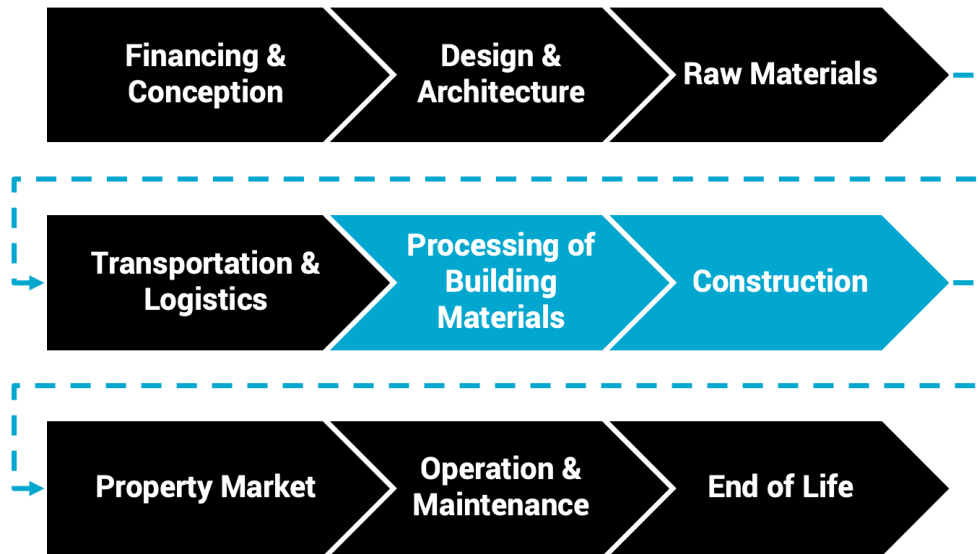 Financing &
Conception
Design &
Architecture
Raw Materials
Transportation &
Logistics
Processing of
Building
Materials
Construction
Property Market
Operation &
Maintenance
End of Life